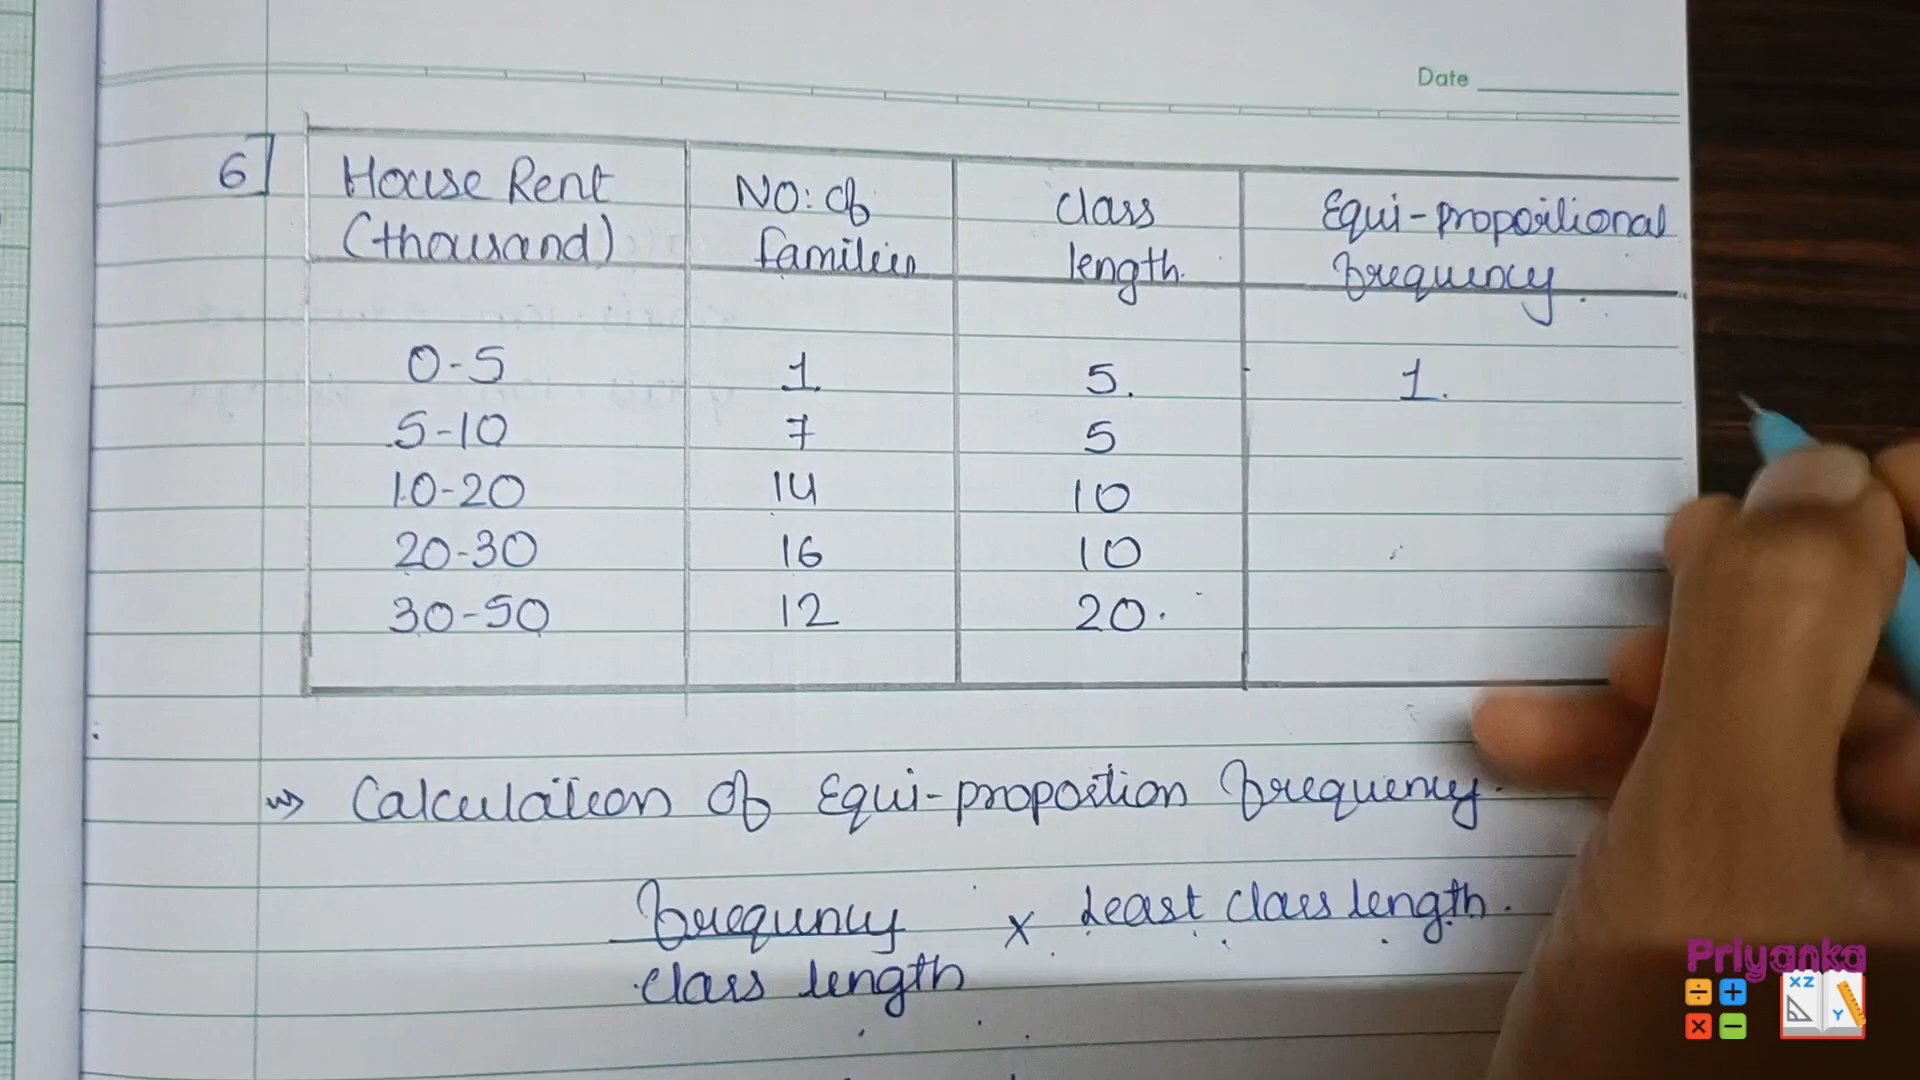 Date
6] House Rent (thousand) NO: of families class length. Equi-proportional frequency.
0-5 1 5. 1.
5-10 7 5
10-20 14 10
20-30 16 10
30-50 12 20.
Calculation of Equi-proportion frequency.
frequency × Least class length.
class length
Priyanka
XZ
Y